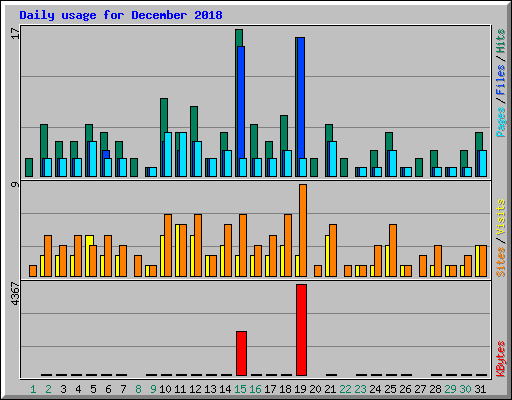 Daily usage for December 2018
17
Pages / Files / Hits
9
Sites / Visits
4367
KBytes
1 2 3 4 5 6 7 8 9 10 11 12 13 14 15 16 17 18 19 20 21 22 23 24 25 26 27 28 29 30 31